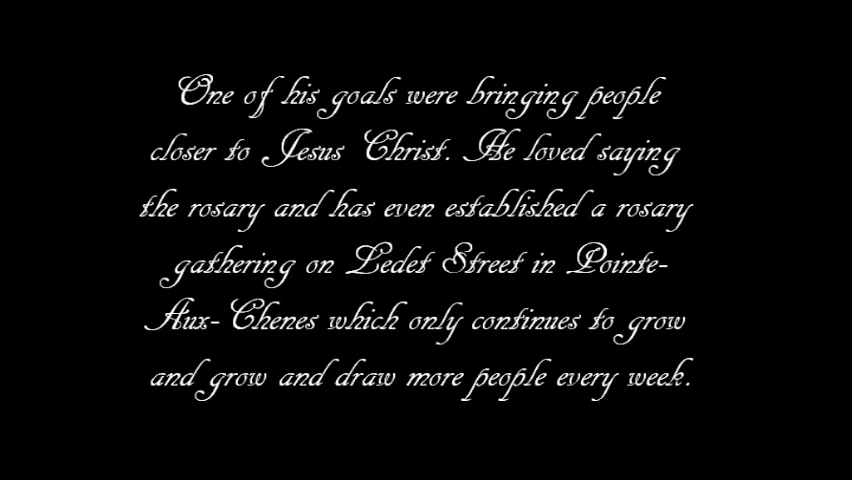 One of his goals were bringing people
closer to Jesus Christ. He loved saying
the rosary and has even established a rosary
gathering on Ledet Street in Pointe-
Aux-Chenes which only continues to grow
and grow and draw more people every week.